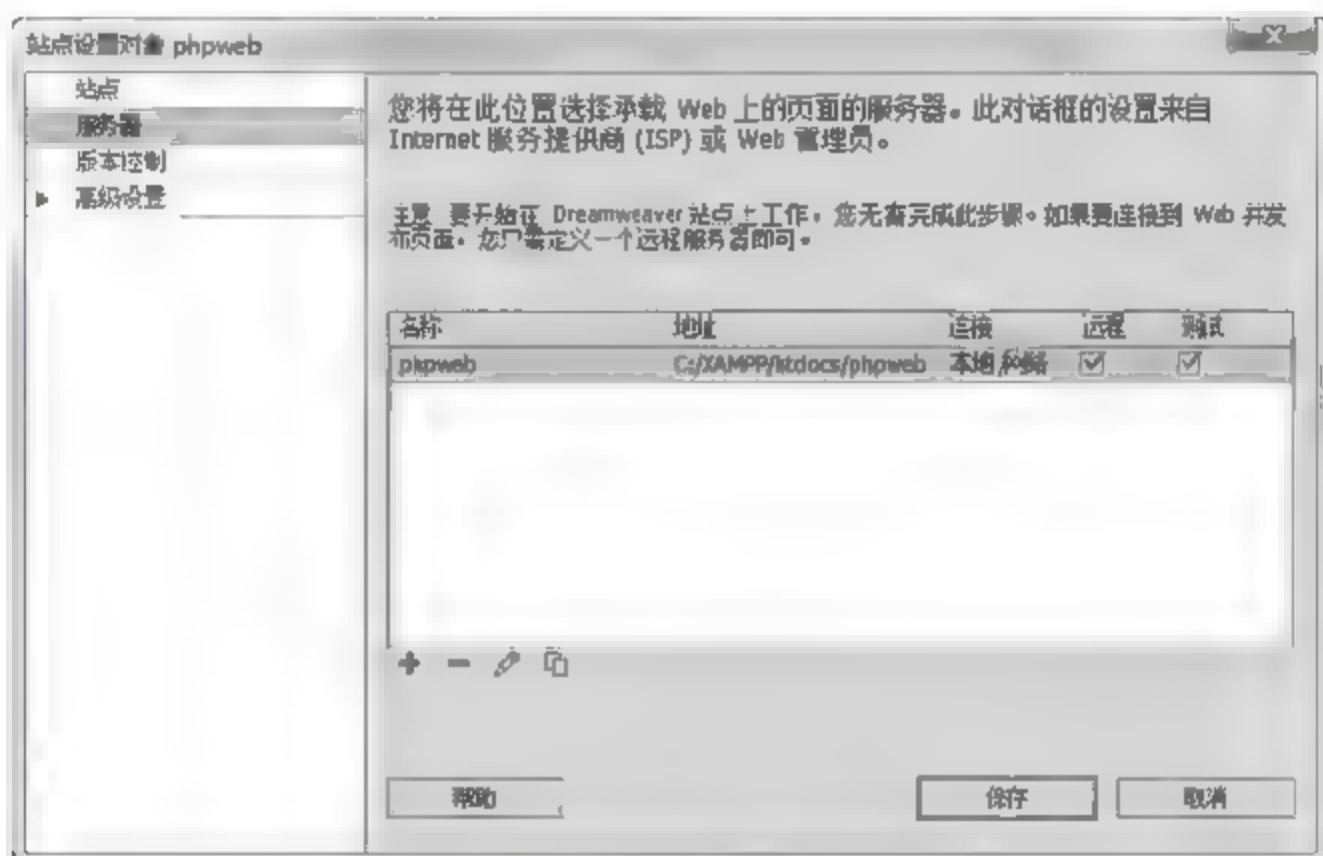 站点设置对象 phpweb
站点
服务器
版本控制
高级设置
您将在此位置选择承载 Web 上的页面的服务器。此对话框的设置来自
Internet 服务提供商 (ISP) 或 Web 管理员。
注意 要开始在 Dreamweaver 站点上工作，您无需完成此步骤。如果要连接到 Web 并发
布页面，您只需定义一个远程服务器即可。
名称 地址 连接 远程 测试
phpweb C:/XAMPP/htdocs/phpweb 本地/网络
帮助 保存 取消